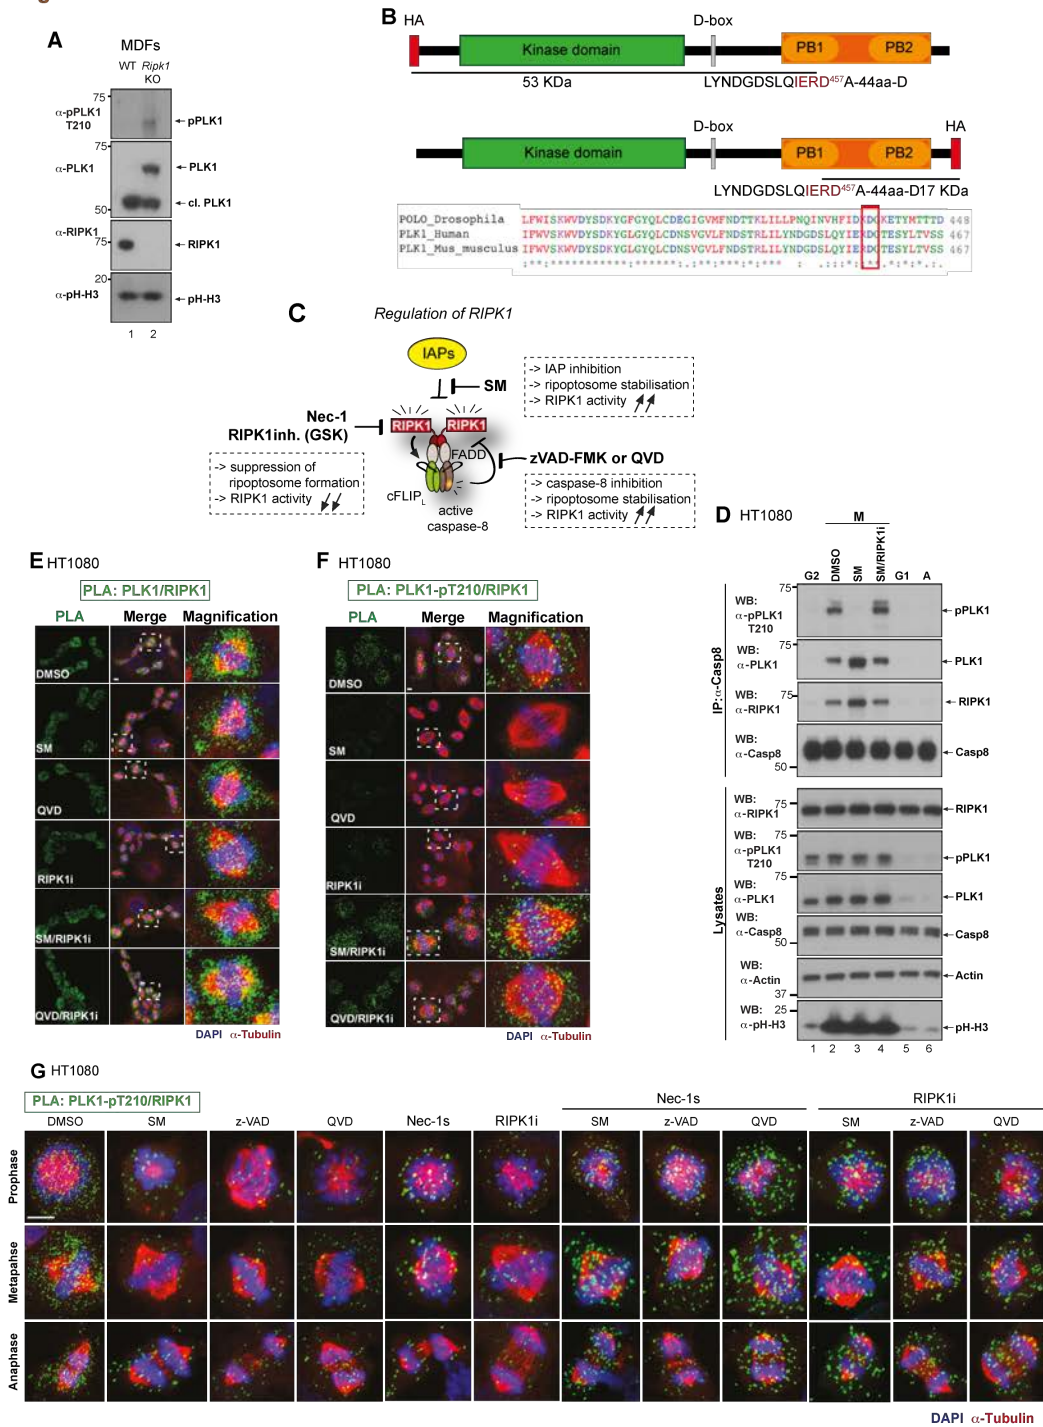 A
MDFs
WT Ripk1
KO
75
α-pPLK1
T210
pPLK1
75
α-PLK1
PLK1
cl. PLK1
50
α-RIPK1
75
RIPK1
20
α-pH-H3
pH-H3
1 2
B
HA
D-box
Kinase domain
PB1
PB2
53 KDa
LYNDGDSLQIERD457A-44aa-D
D-box
HA
Kinase domain
PB1
PB2
LYNDGDSLQIERD457A-44aa-D17 KDa
POLO_Drosophila LFWISKWVDYSDKYGFGYQLCDEGIGVMFNDTTKLILLPNQINVHFIDKDGKETYMTTTD 448
PLK1_Human IFWVSKWVDYSDKYGLGYQLCDNSVGVLFNDSTRLILYNDGDSLQYIERDGTESYLTVSS 467
PLK1_Mus_musculus IFWVSKWVDYSDKYGLGYQLCDNSVGVLFNDSTRLILYNDGDSLQYIERDGTESYLTVSS 467
C
Regulation of RIPK1
IAPs
SM
-> IAP inhibition
-> ripoptosome stabilisation
-> RIPK1 activity
Nec-1
RIPK1inh. (GSK)
RIPK1
RIPK1
-> suppression of
ripoptosome formation
-> RIPK1 activity
FADD
cFLIPL
active
caspase-8
zVAD-FMK or QVD
-> caspase-8 inhibition
-> ripoptosome stabilisation
-> RIPK1 activity
D HT1080
M
G2 DMSO SM SM/RIPK1i G1 A
IP:α-Casp8
75
WB:
α-pPLK1
T210
pPLK1
75
WB:
α-PLK1
PLK1
WB:
α-RIPK1
75
RIPK1
WB:
α-Casp8
50
Casp8
Lysates
WB:
α-RIPK1
75
RIPK1
WB:
α-pPLK1
T210
75
pPLK1
WB:
α-PLK1
75
PLK1
WB:
α-Casp8
50
Casp8
WB:
α-Actin
37
Actin
WB:
α-pH-H3
25
pH-H3
1 2 3 4 5 6
E HT1080
PLA: PLK1/RIPK1
PLA Merge Magnification
DMSO
SM
QVD
RIPK1i
SM/RIPK1i
QVD/RIPK1i
DAPI α-Tubulin
F HT1080
PLA: PLK1-pT210/RIPK1
PLA Merge Magnification
DMSO
SM
QVD
RIPK1i
SM/RIPK1i
QVD/RIPK1i
DAPI α-Tubulin
G HT1080
PLA: PLK1-pT210/RIPK1
Nec-1s
RIPK1i
DMSO SM z-VAD QVD Nec-1s RIPK1i SM z-VAD QVD SM z-VAD QVD
Prophase
Metapahse
Anaphase
DAPI α-Tubulin